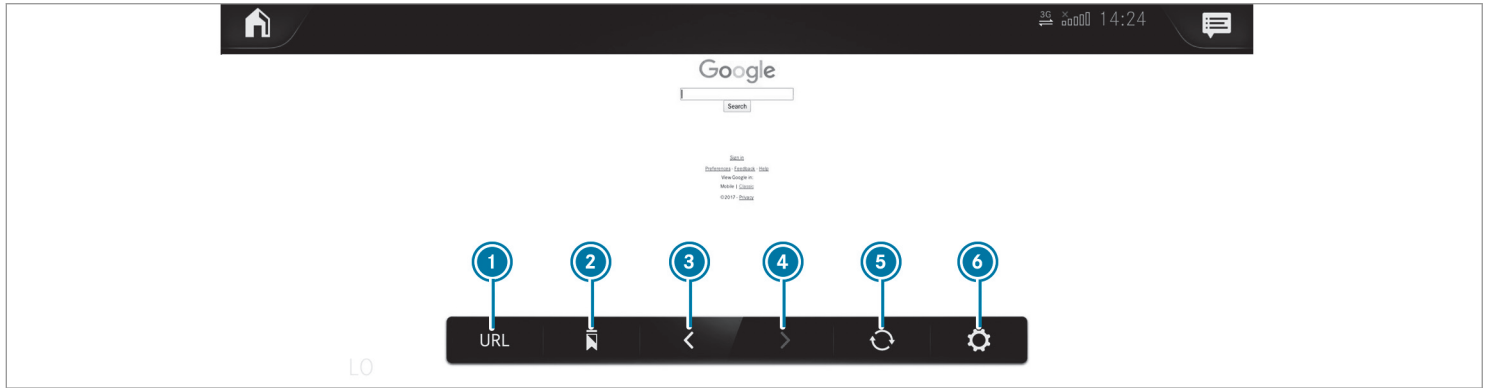 3G 14:24
Google
Search
Sign in
Preferences - Feedback - Help
View Google in:
Mobile | Classic
©2017 - Privacy
1 2 3 4 5 6
URL
LO